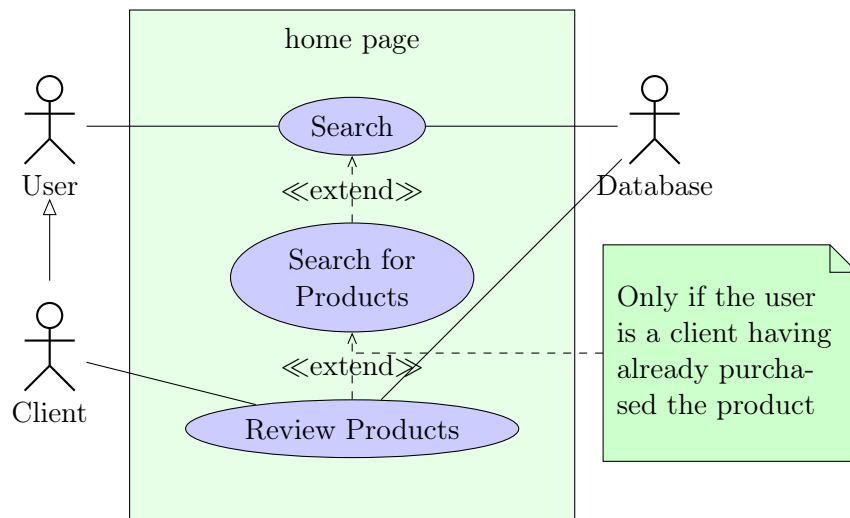 home page
Search
User
≪extend≫
Database
Search for
Products
Only if the user
is a client having
already purcha-
sed the product
≪extend≫
Client
Review Products